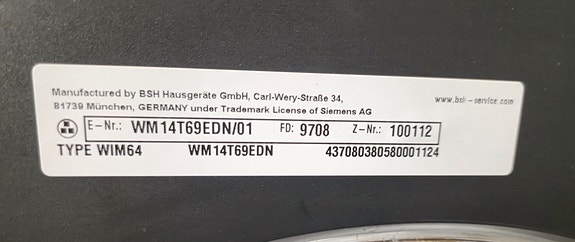 Manufactured by BSH Hausgeräte GmbH, Carl-Wery-Straße 34,
81739 München, GERMANY under Trademark License of Siemens AG
www.bsh-service.com
E-Nr.: WM14T69EDN/01 FD: 9708 Z-Nr.: 100112
TYPE WIM64 WM14T69EDN 437080380580001124